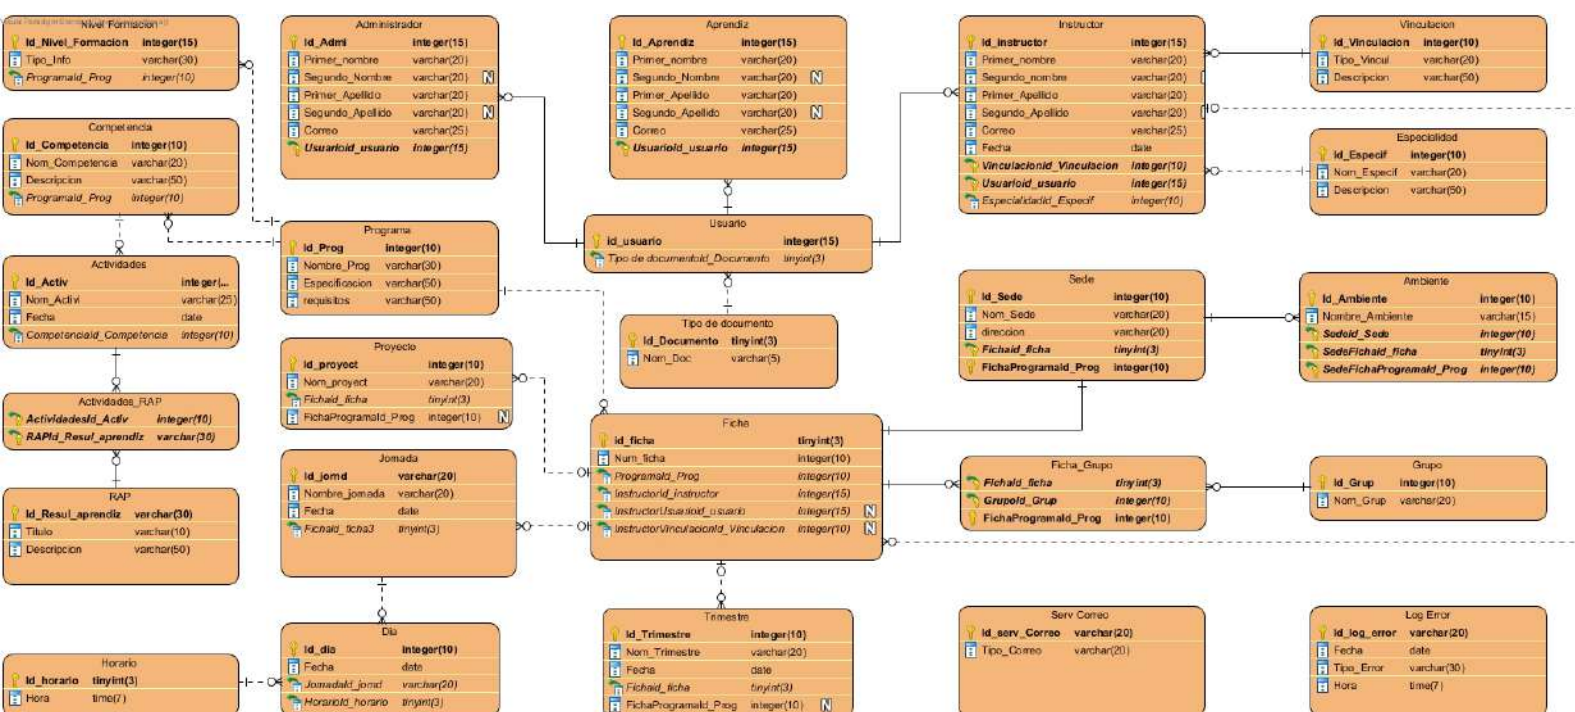 Nivel Formacion
Id_Nivel_Formacion integer(15)
Tipo_Info varchar(30)
ProgramaId_Prog integer(10)
Competencia
Id_Competencia integer(10)
Nom_Competencia varchar(20)
Descripcion varchar(50)
ProgramaId_Prog integer(10)
Actividades
Id_Activ integer(...
Nom_Activi varchar(25)
Fecha date
CompetenciaId_Competencia integer(10)
Actividades_RAP
ActividadesId_Activ integer(10)
RAPId_Resul_aprendiz varchar(30)
RAP
Id_Resul_aprendiz varchar(30)
Titulo varchar(10)
Descripcion varchar(50)
Horario
Id_horario tinyint(3)
Hora time(7)
Administrador
Id_Admi integer(15)
Primer_nombre varchar(20)
Segundo_Nombre varchar(20) N
Primer_Apellido varchar(20)
Segundo_Apellido varchar(20) N
Correo varchar(25)
Usuarioid_usuario integer(15)
Programa
Id_Prog integer(10)
Nombre_Prog varchar(30)
Especificacion varchar(50)
requisitos varchar(50)
Proyecto
Id_proyect integer(10)
Nom_proyect varchar(20)
Fichaid_ficha tinyint(3)
FichaProgramaId_Prog integer(10) N
Jornada
Id_jornd varchar(20)
Nombre_jornada varchar(20)
Fecha date
Fichaid_ficha3 tinyint(3)
Dia
Id_dia integer(10)
Fecha date
JornadaId_jornd varchar(20)
HorarioId_horario tinyint(3)
Aprendiz
Id_Aprendiz integer(15)
Primer_nombre varchar(20)
Segundo_Nombre varchar(20) N
Primer_Apellido varchar(20)
Segundo_Apellido varchar(20) N
Correo varchar(25)
Usuarioid_usuario integer(15)
Usuario
id_usuario integer(15)
Tipo de documentoId_Documento tinyint(3)
Tipo de documento
Id_Documento tinyint(3)
Nom_Doc varchar(5)
Ficha
id_ficha tinyint(3)
Num_ficha integer(10)
ProgramaId_Prog integer(10)
InstructorId_instructor integer(15)
InstructorUsuarioid_usuario integer(15) N
InstructorVinculacionId_Vinculacion integer(10) N
Trimestre
Id_Trimestre integer(10)
Nom_Trimestre varchar(20)
Fecha date
Fichaid_ficha tinyint(3)
FichaProgramaId_Prog integer(10) N
Instructor
Id_instructor integer(15)
Primer_nombre varchar(20)
Segundo_nombre varchar(20)
Primer_Apellido varchar(20)
Segundo_Apellido varchar(20)
Correo varchar(25)
Fecha date
VinculacionId_Vinculacion integer(10)
Usuarioid_usuario integer(15)
EspecialidadId_Especif integer(10)
Sede
Id_Sede integer(10)
Nom_Sede varchar(20)
direccion varchar(20)
Fichaid_ficha tinyint(3)
FichaProgramaId_Prog integer(10)
Ficha_Grupo
Fichaid_ficha tinyint(3)
GrupoId_Grup integer(10)
FichaProgramaId_Prog integer(10)
Serv Correo
Id_serv_Correo varchar(20)
Tipo_Correo varchar(20)
Vinculacion
Id_Vinculacion integer(10)
Tipo_Vincul varchar(20)
Descripcion varchar(50)
Especialidad
Id_Especif integer(10)
Nom_Especif varchar(20)
Descripcion varchar(50)
Ambiente
Id_Ambiente integer(10)
Nombre_Ambiente varchar(15)
SedeId_Sede integer(10)
SedeFichaid_ficha tinyint(3)
SedeFichaProgramaId_Prog integer(10)
Grupo
Id_Grup integer(10)
Nom_Grup varchar(20)
Log Error
Id_log_error varchar(20)
Fecha date
Tipo_Error varchar(30)
Hora time(7)